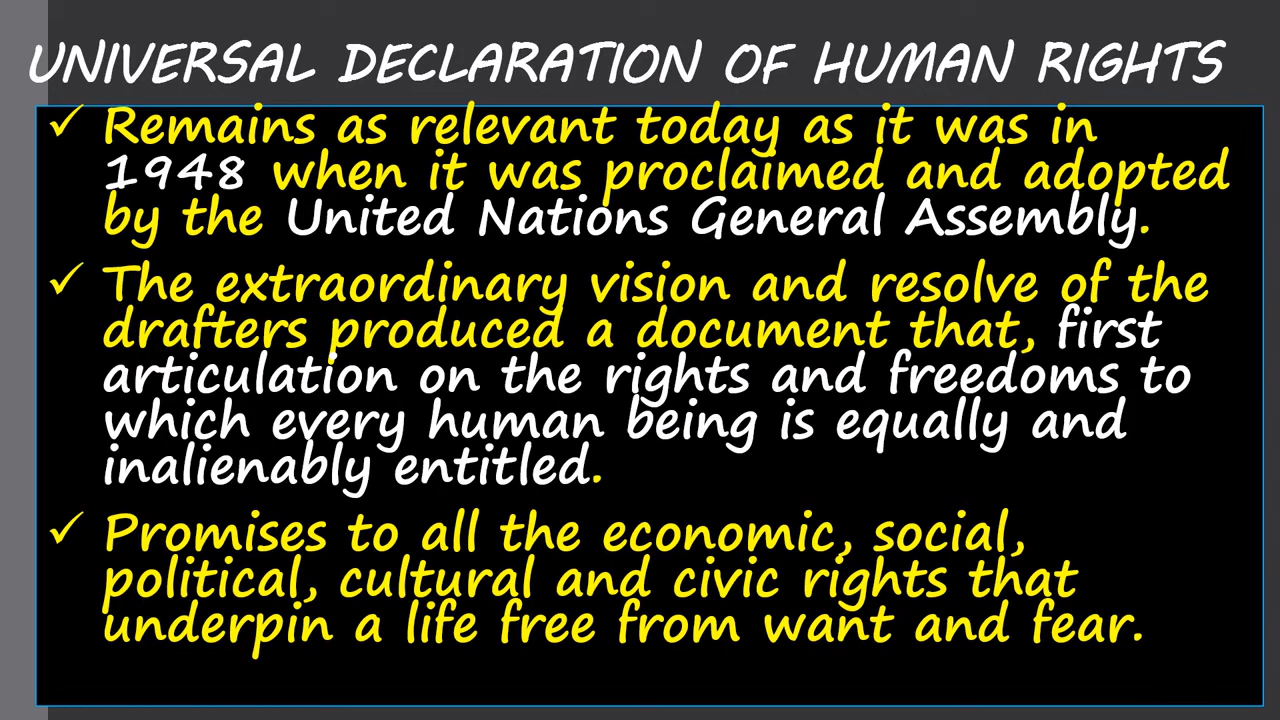 UNIVERSAL DECLARATION OF HUMAN RIGHTS
✓ Remains as relevant today as it was in
1948 when it was proclaimed and adopted
by the United Nations General Assembly.
✓ The extraordinary vision and resolve of the
drafters produced a document that, first
articulation on the rights and freedoms to
which every human being is equally and
inalienably entitled.
✓ Promises to all the economic, social,
political, cultural and civic rights that
underpin a life free from want and fear.